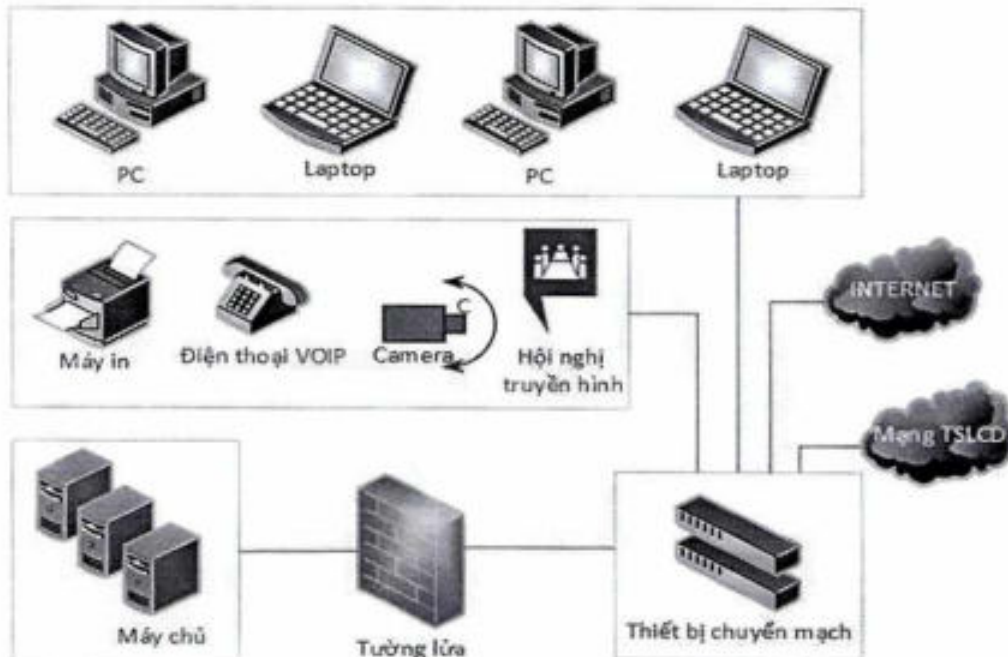 PC
Laptop
PC
Laptop
Máy in
Điện thoại VOIP
Camera
Hội nghị
truyền hình
INTERNET
Mạng TSLCD
Máy chủ
Tường lửa
Thiết bị chuyển mạch